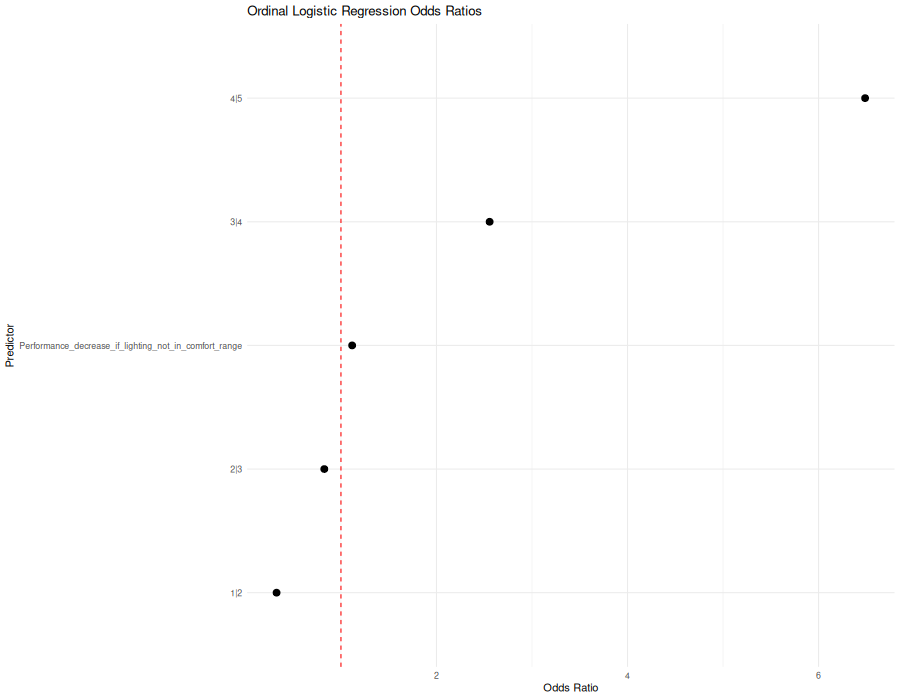 Ordinal Logistic Regression Odds Ratios
4|5
3|4
Performance_decrease_if_lighting_not_in_comfort_range
2|3
1|2
Predictor
2 4 6
Odds Ratio